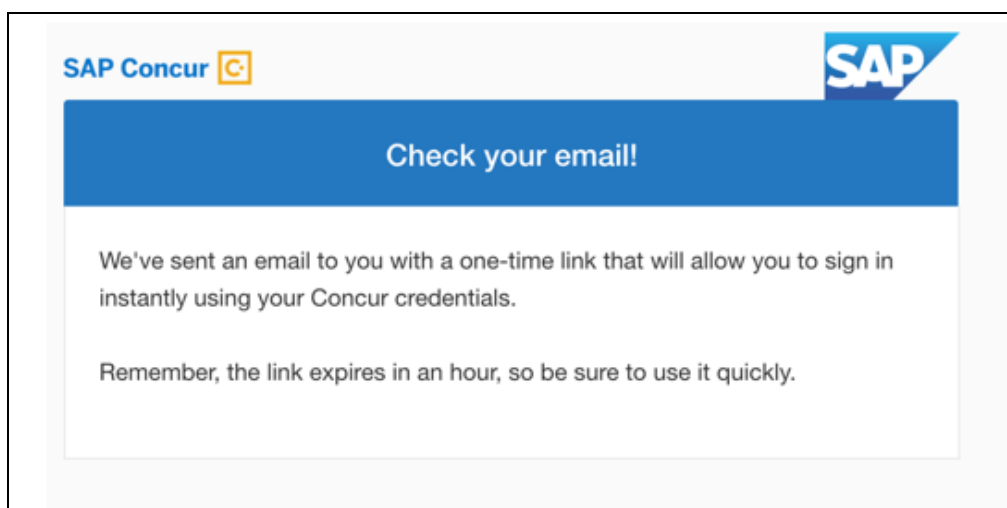 SAP Concur C
SAP
Check your email!
We've sent an email to you with a one-time link that will allow you to sign in
instantly using your Concur credentials.
Remember, the link expires in an hour, so be sure to use it quickly.